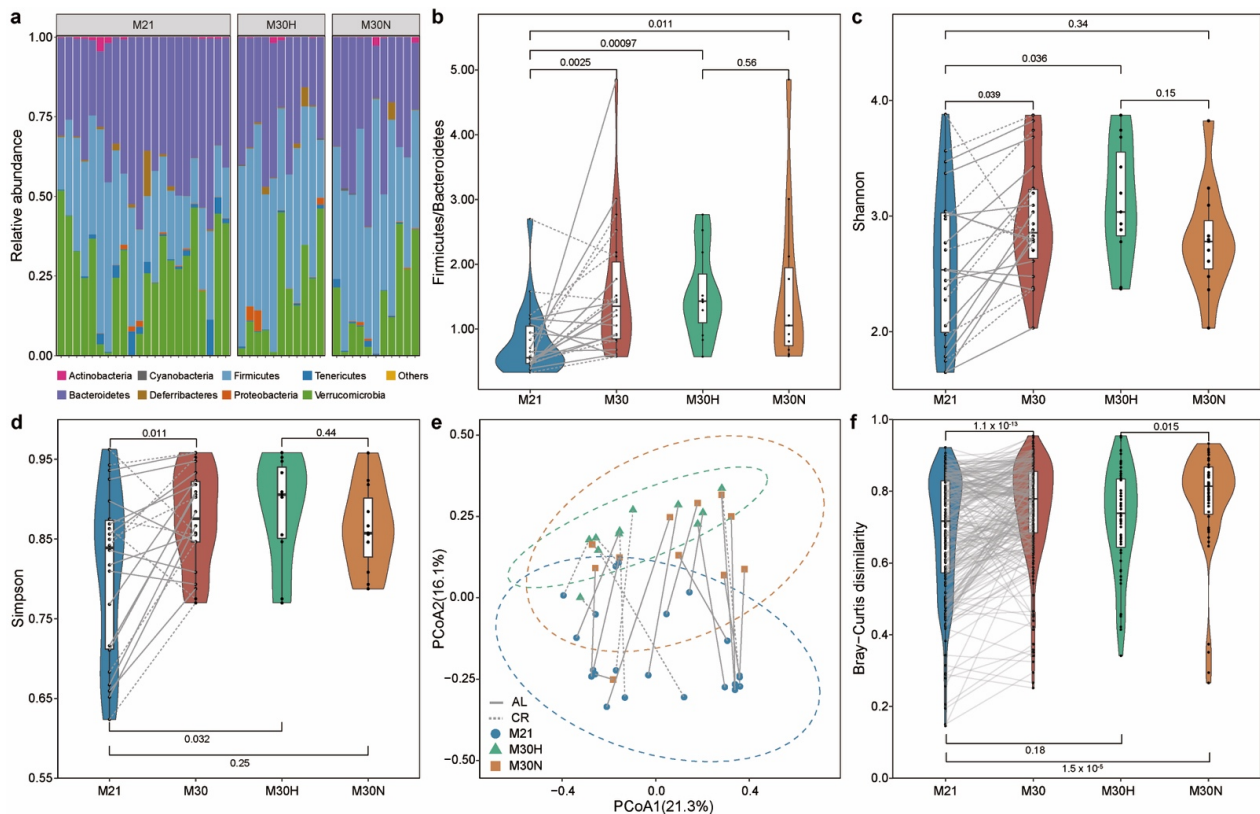 a
M21 M30H M30N
1.00
0.75
0.50
0.25
0.00
Relative abundance
Actinobacteria Cyanobacteria Firmicutes Tenericutes Others
Bacteroidetes Deferribacteres Proteobacteria Verrucomicrobia
b
0.011
0.00097
0.0025 0.56
5.00
4.00
3.00
2.00
1.00
Firmicutes/Bacteroidetes
M21 M30 M30H M30N
c
0.34
0.036
0.039 0.15
4.0
3.0
2.0
Shannon
M21 M30 M30H M30N
d
0.011 0.44
0.95
0.85
0.75
0.65
0.55
Simpson
0.032
0.25
M21 M30 M30H M30N
e
0.50
0.25
0.00
−0.25
−0.50
PCoA2(16.1%)
AL
CR
M21
M30H
M30N
−0.4 0.0 0.4
PCoA1(21.3%)
f
1.1 x 10⁻¹³ 0.015
1.0
0.8
0.6
0.4
0.2
0.0
Bray−Curtis disimilarity
0.18
1.5 x 10⁻⁵
M21 M30 M30H M30N